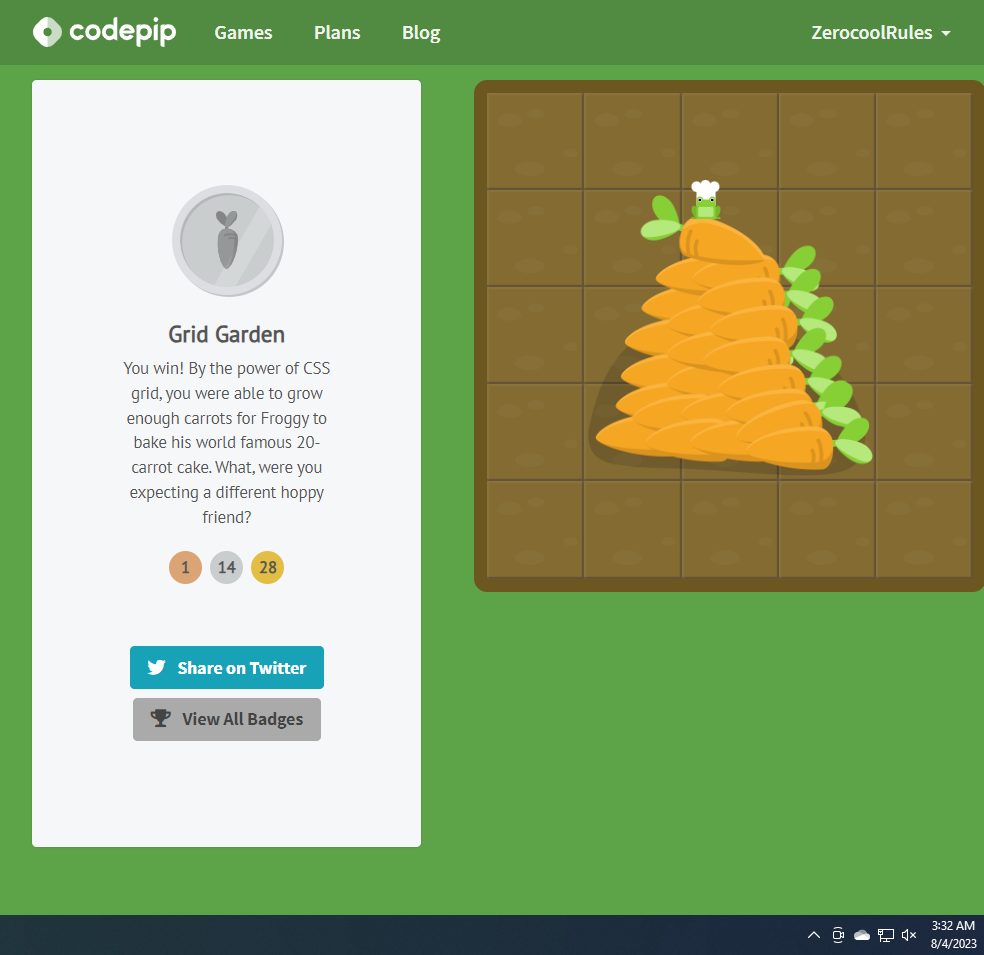 codepip Games Plans Blog ZerocoolRules
Grid Garden
You win! By the power of CSS
grid, you were able to grow
enough carrots for Froggy to
bake his world famous 20-
carrot cake. What, were you
expecting a different hoppy
friend?
1 14 28
Share on Twitter
View All Badges
3:32 AM
8/4/2023